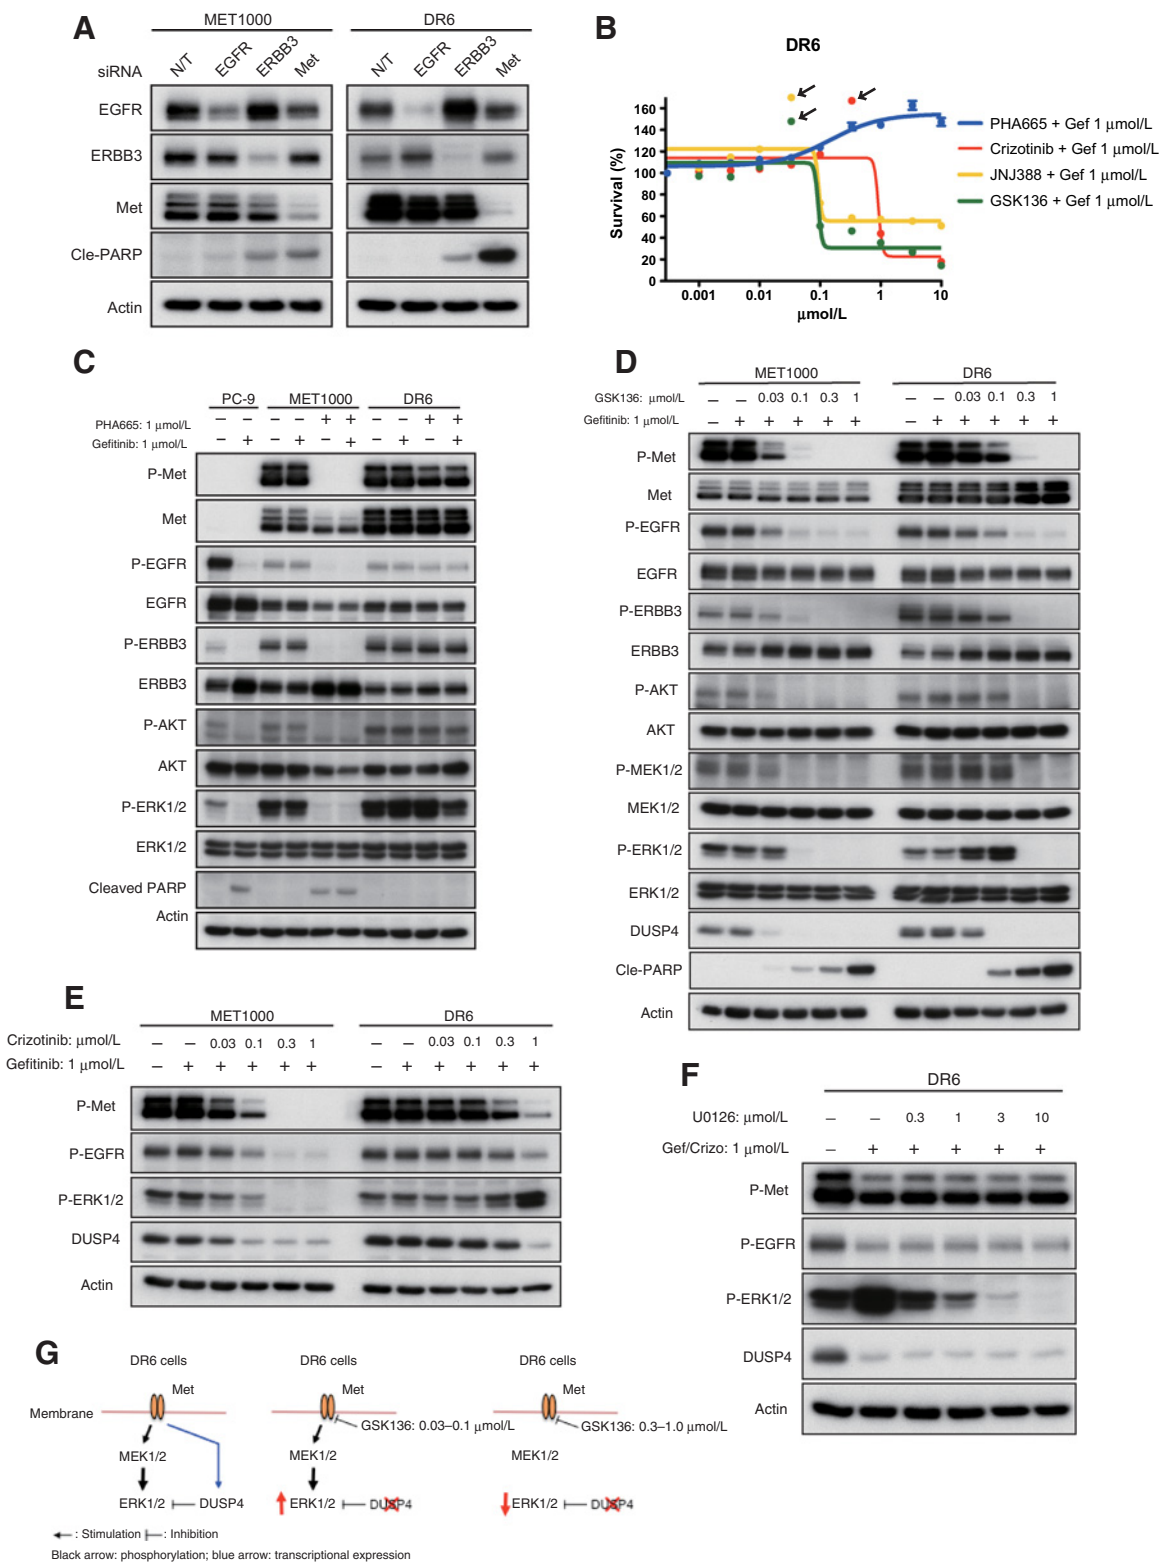 A
MET1000 DR6
siRNA N/T EGFR ERBB3 Met N/T EGFR ERBB3 Met
EGFR
ERBB3
Met
Cle-PARP
Actin
B
DR6
Survival (%)
160
140
120
100
80
60
40
20
0
0.001 0.01 0.1 1 10
μmol/L
PHA665 + Gef 1 μmol/L
Crizotinib + Gef 1 μmol/L
JNJ388 + Gef 1 μmol/L
GSK136 + Gef 1 μmol/L
C
PC-9 MET1000 DR6
PHA665: 1 μmol/L – – – – + + – – + +
Gefitinib: 1 μmol/L – + – + – + – + – +
P-Met
Met
P-EGFR
EGFR
P-ERBB3
ERBB3
P-AKT
AKT
P-ERK1/2
ERK1/2
Cleaved PARP
Actin
D
MET1000 DR6
GSK136: μmol/L – – 0.03 0.1 0.3 1 – – 0.03 0.1 0.3 1
Gefitinib: 1 μmol/L – + + + + + – + + + + +
P-Met
Met
P-EGFR
EGFR
P-ERBB3
ERBB3
P-AKT
AKT
P-MEK1/2
MEK1/2
P-ERK1/2
ERK1/2
DUSP4
Cle-PARP
Actin
E
MET1000 DR6
Crizotinib: μmol/L – – 0.03 0.1 0.3 1 – – 0.03 0.1 0.3 1
Gefitinib: 1 μmol/L – + + + + + – + + + + +
P-Met
P-EGFR
P-ERK1/2
DUSP4
Actin
F
DR6
U0126: μmol/L – – 0.3 1 3 10
Gef/Crizo: 1 μmol/L – + + + + +
P-Met
P-EGFR
P-ERK1/2
DUSP4
Actin
G
DR6 cells DR6 cells DR6 cells
Met Met Met
Membrane
GSK136: 0.03–0.1 μmol/L GSK136: 0.3–1.0 μmol/L
MEK1/2 MEK1/2 MEK1/2
ERK1/2 DUSP4 ERK1/2 DUSP4 ERK1/2 DUSP4
: Stimulation : Inhibition
Black arrow: phosphorylation; blue arrow: transcriptional expression